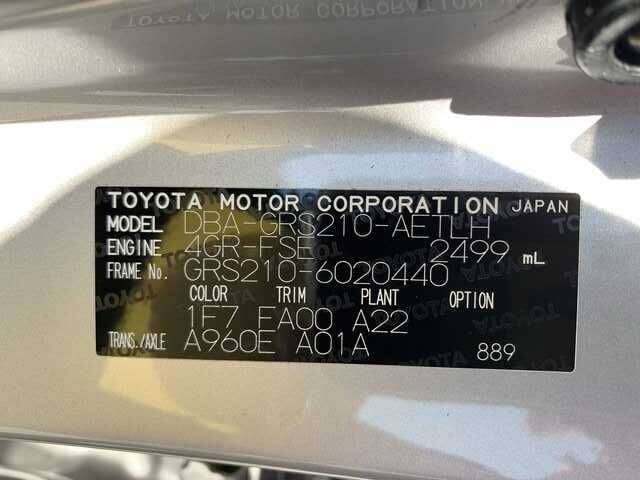 TOYOTA MOTOR CORPORATION JAPAN
MODEL DBA-GRS210-AETLH
ENGINE 4GR-FSE 2499 mL
FRAME No. GRS210-6020440
COLOR TRIM PLANT OPTION
1F7 FA00 A22
TRANS./AXLE A960E A01A 889